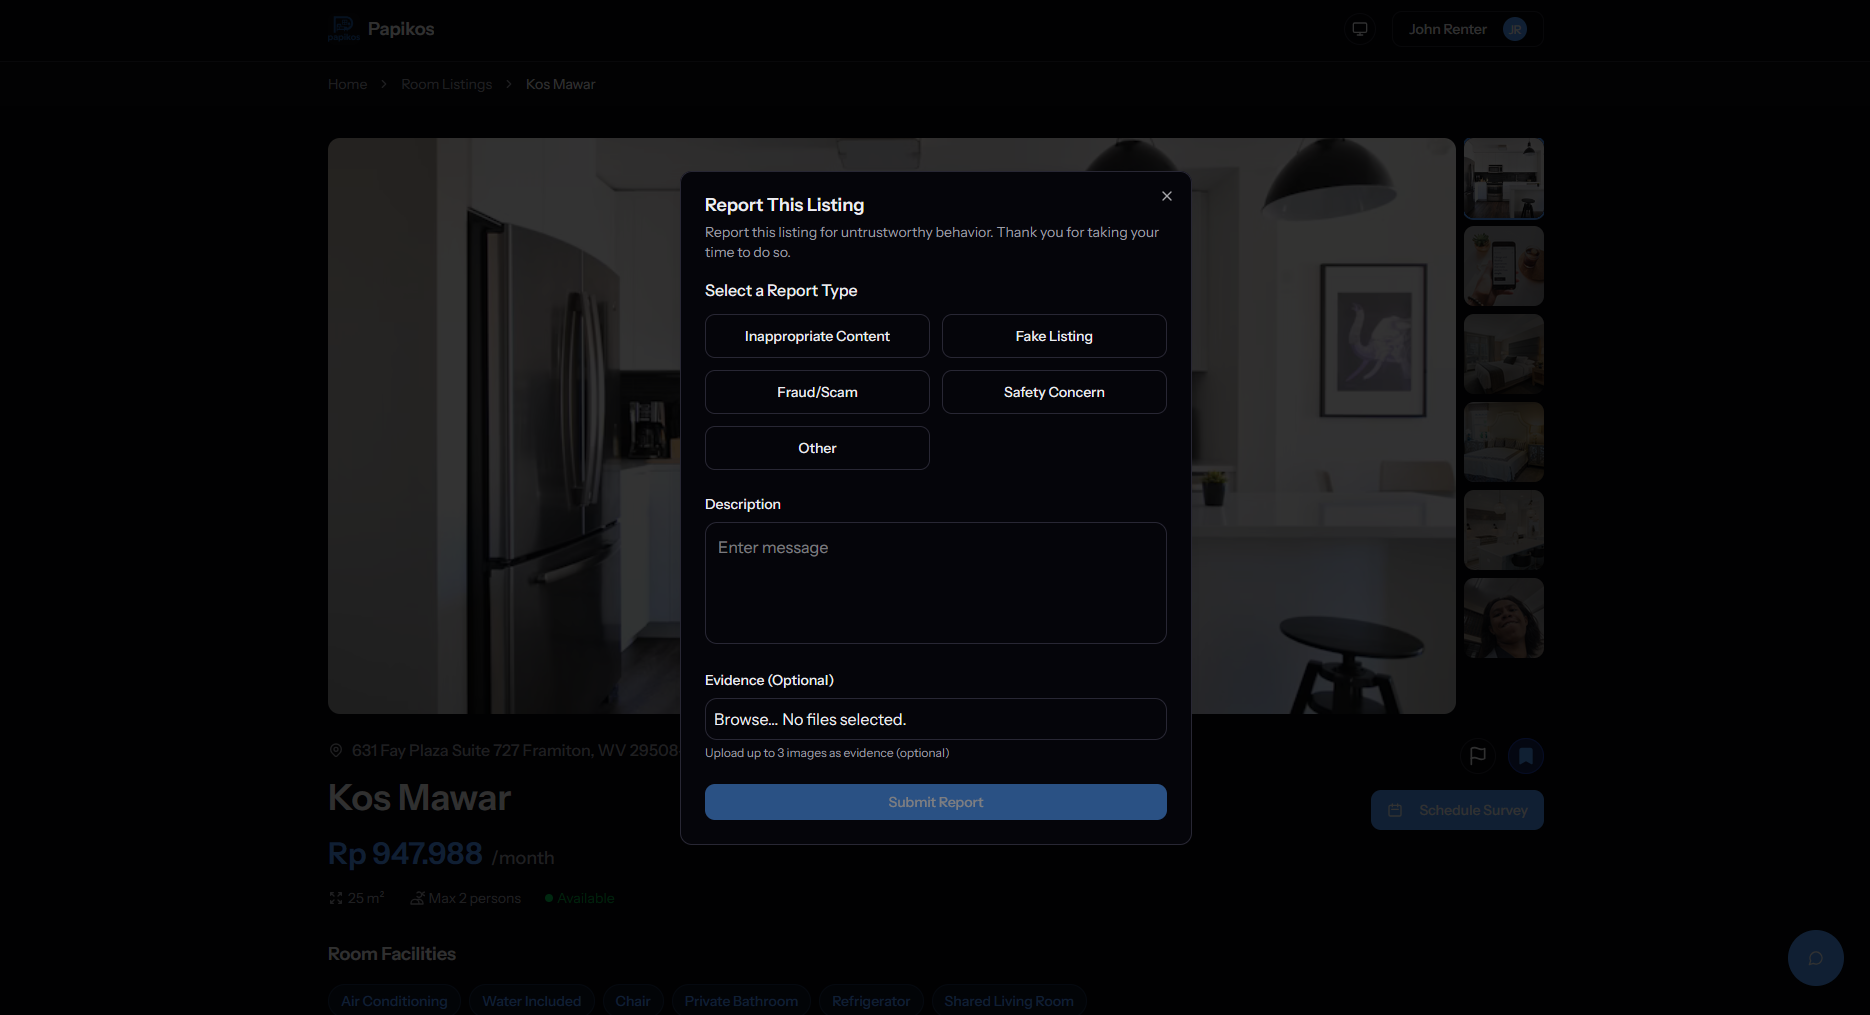 Papikos
John Renter
JR
Home
Room Listings
Kos Mawar
Report This Listing
Report this listing for untrustworthy behavior. Thank you for taking your
time to do so.
Select a Report Type
Inappropriate Content
Fake Listing
Fraud/Scam
Safety Concern
Other
Description
Enter message
Evidence (Optional)
Browse... No files selected.
Upload up to 3 images as evidence (optional)
Submit Report
631 Fay Plaza Suite 727 Framiton, WV 29508
Kos Mawar
Schedule Survey
Rp 947.988 /month
25 m²
Max 2 persons
Available
Room Facilities
Air Conditioning
Water Included
Chair
Private Bathroom
Refrigerator
Shared Living Room